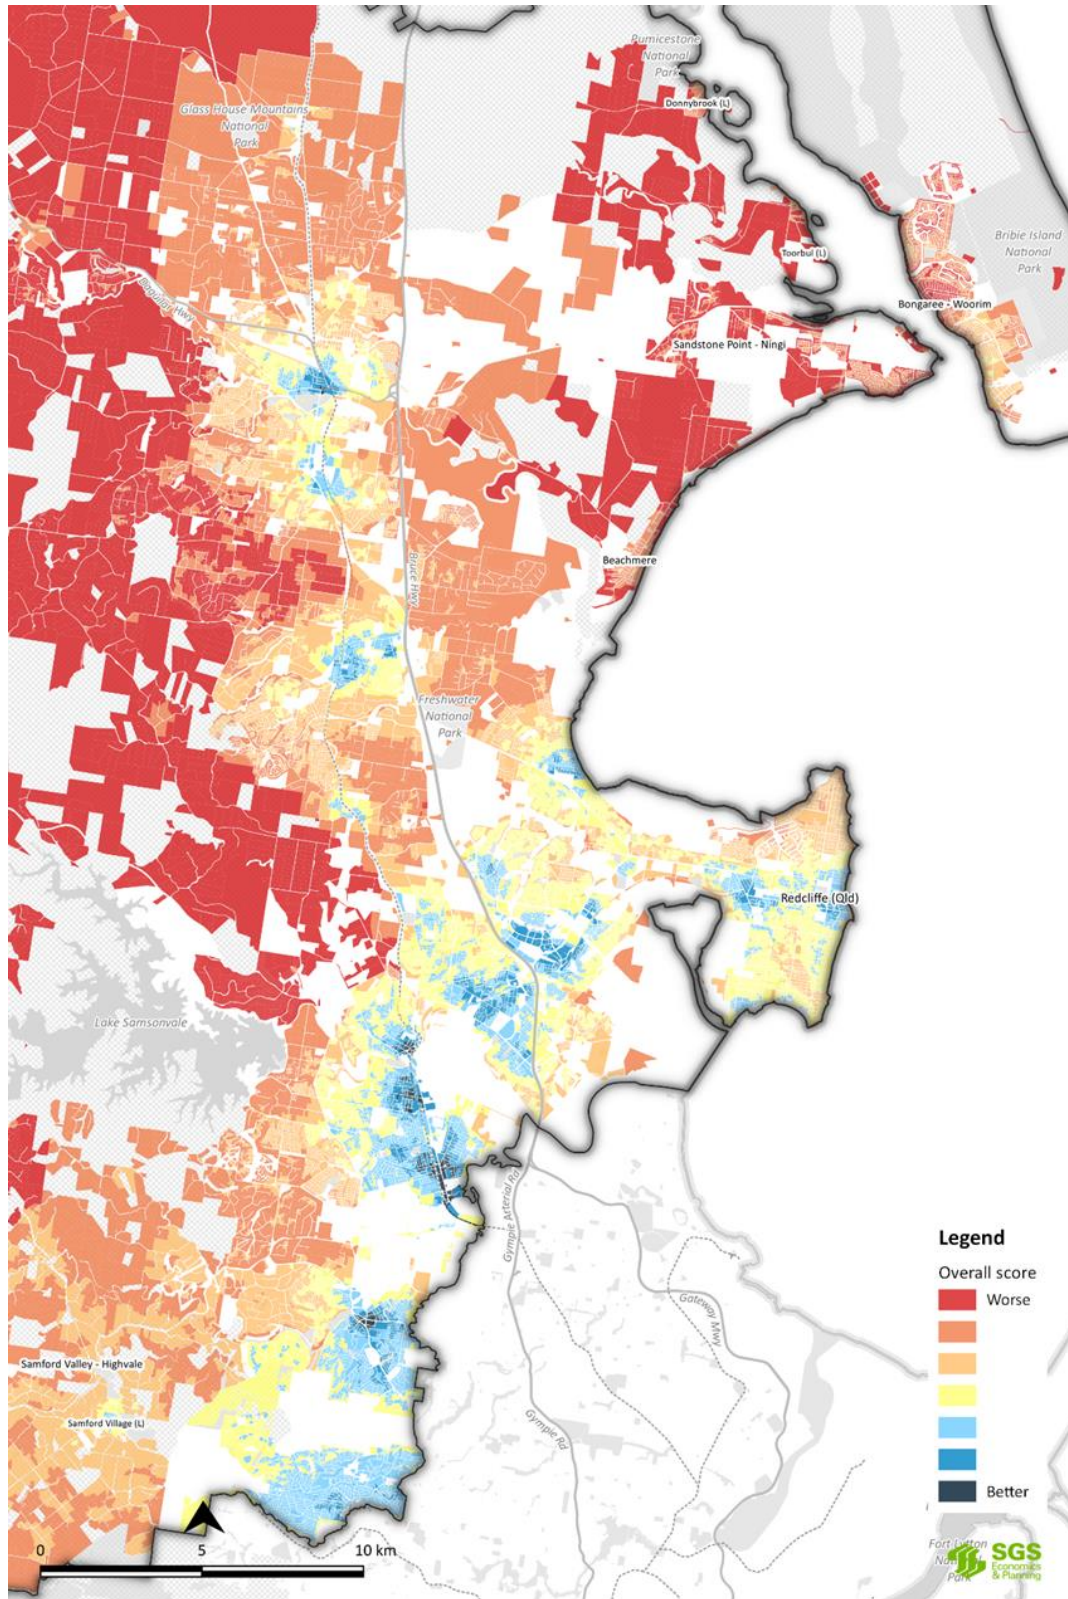 Pumicestone
National
Park
Donnybrook (L)
Glass House Mountains
National
Park
Bribie Island
National
Park
Toorbul (L)
Bongaree - Woorim
Sandstone Point - Ningi
Beachmere
Bruce Hwy
Freshwater
National
Park
Redcliffe (Qld)
Lake Samsonvale
Gympie Arterial Rd
Gateway Mwy
Gympie Rd
Samford Valley - Highvale
Samford Village (L)
0
5
10 km
Legend
Overall score
Worse
Better
SGS
Economics
& Planning